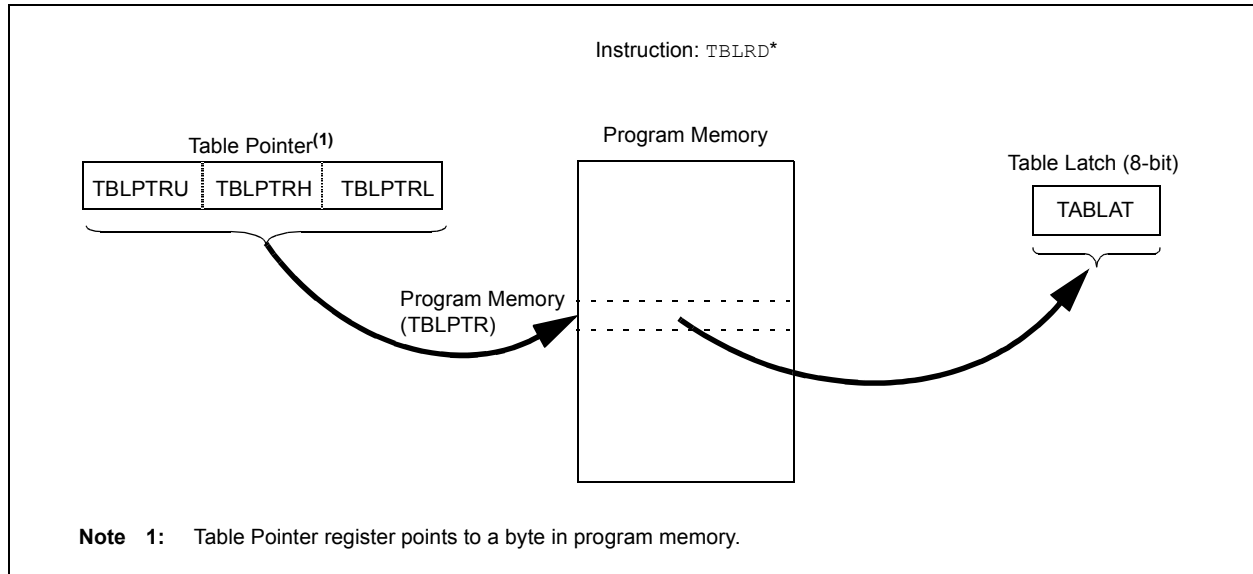 Instruction: TBLRD*
Table Pointer(1)
TBLPTRU TBLPTRH TBLPTRL
Program Memory
Table Latch (8-bit)
TABLAT
Program Memory
(TBLPTR)
Note 1: Table Pointer register points to a byte in program memory.